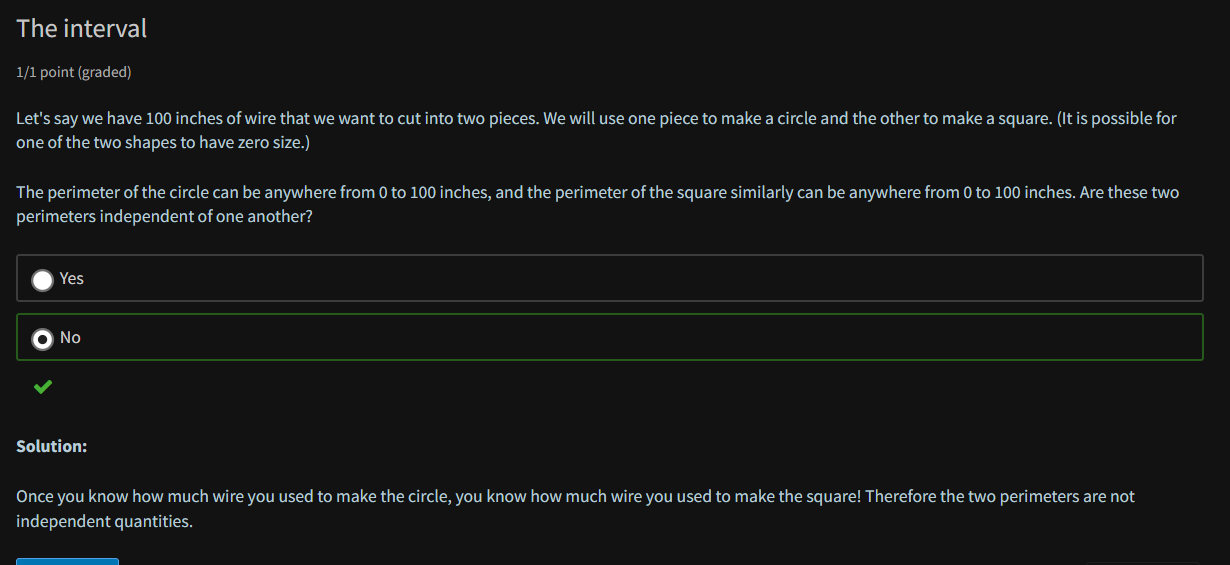 The interval
1/1 point (graded)
Let's say we have 100 inches of wire that we want to cut into two pieces. We will use one piece to make a circle and the other to make a square. (It is possible for
one of the two shapes to have zero size.)
The perimeter of the circle can be anywhere from 0 to 100 inches, and the perimeter of the square similarly can be anywhere from 0 to 100 inches. Are these two
perimeters independent of one another?
Yes
No
Solution:
Once you know how much wire you used to make the circle, you know how much wire you used to make the square! Therefore the two perimeters are not
independent quantities.